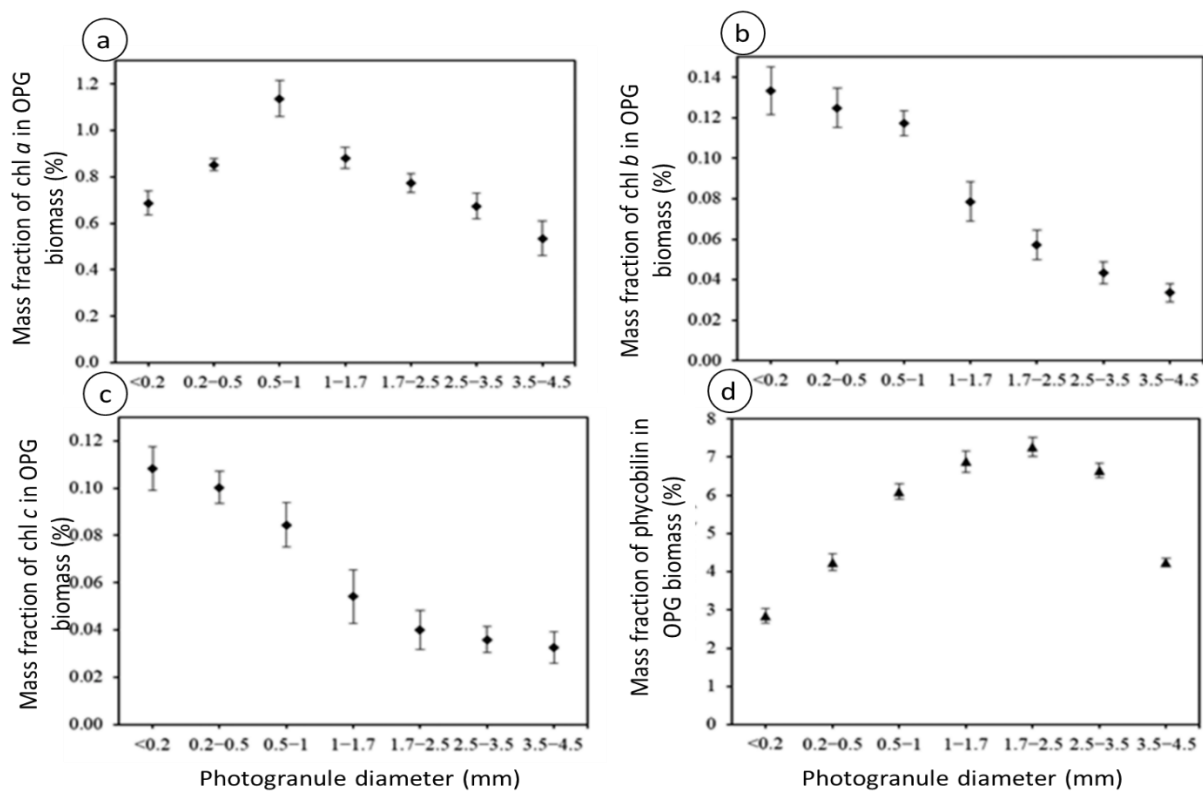 a
Mass fraction of chl a in OPG
biomass (%)
1.2
1.0
0.8
0.6
0.4
0.2
0.0
<0.2 0.2−0.5 0.5−1 1−1.7 1.7−2.5 2.5−3.5 3.5−4.5
b
Mass fraction of chl b in OPG
biomass (%)
0.14
0.12
0.10
0.08
0.06
0.04
0.02
0.00
<0.2 0.2−0.5 0.5−1 1−1.7 1.7−2.5 2.5−3.5 3.5−4.5
c
Mass fraction of chl c in OPG
biomass (%)
0.12
0.10
0.08
0.06
0.04
0.02
0.00
<0.2 0.2−0.5 0.5−1 1−1.7 1.7−2.5 2.5−3.5 3.5−4.5
Photogranule diameter (mm)
d
Mass fraction of phycobilin in
OPG biomass (%)
8
7
6
5
4
3
2
1
0
<0.2 0.2−0.5 0.5−1 1−1.7 1.7−2.5 2.5−3.5 3.5−4.5
Photogranule diameter (mm)